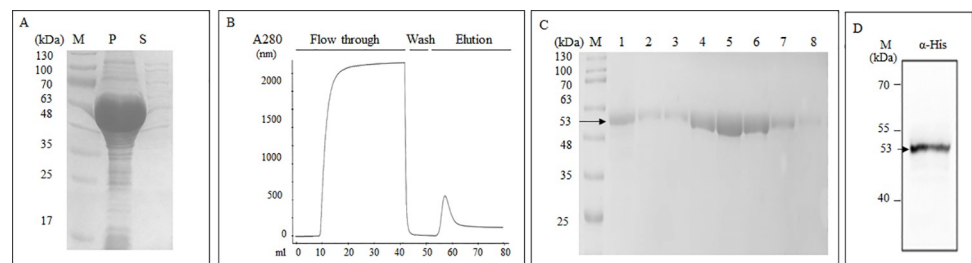 A
M P S
(kDa)
130
100
70
63
48
35
25
17
B
A280
(nm)
Flow through Wash Elution
2000
1500
1000
500
0
ml 0 10 20 30 40 50 60 70 80
C
(kDa) M 1 2 3 4 5 6 7 8
130
100
70
63
53
48
35
25
D
M α-His
(kDa)
70
55
53
40